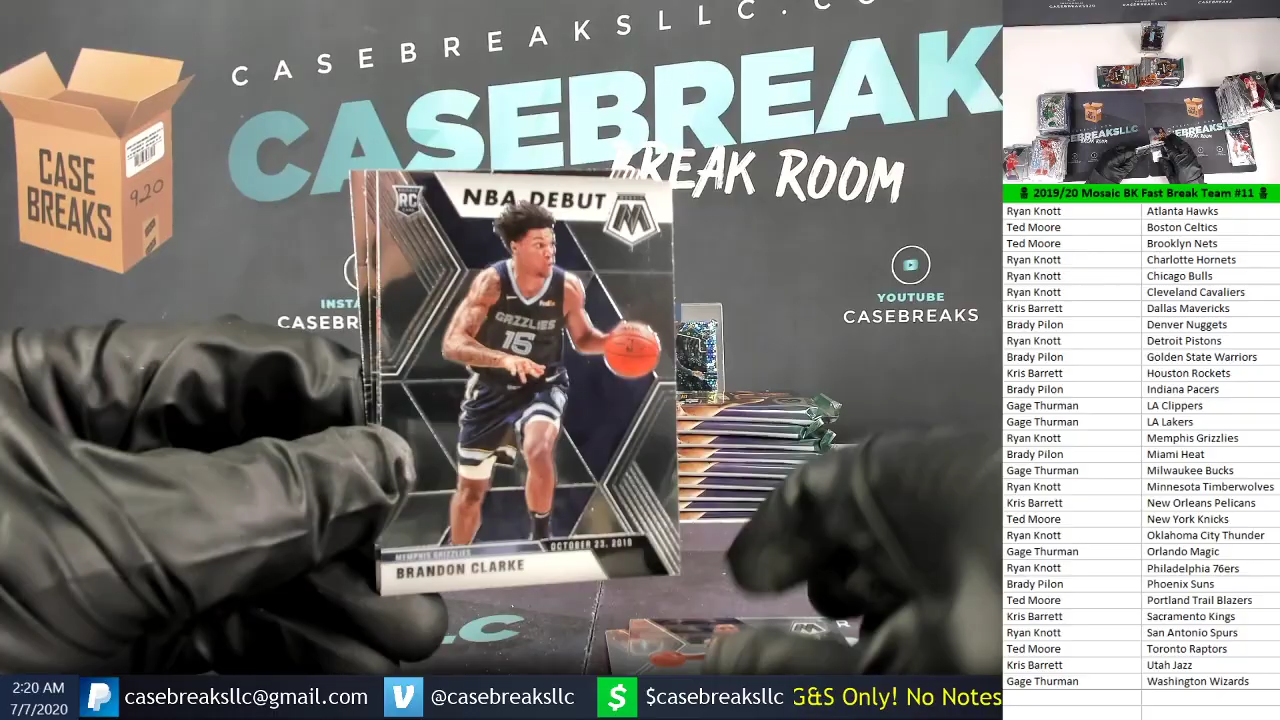 CASEBREAKSLLC.CO
CASEBREAK
BREAK ROOM
CASE
BREAKS
920
INSTA
CASEBR
YOUTUBE
CASEBREAKS
RC
NBA DEBUT
M
GRIZZLIES
15
OCTOBER 23, 2019
MEMPHIS GRIZZLIES
BRANDON CLARKE
LC
2:20 AM
7/7/2020
P
casebreaksllc@gmail.com
V
@casebreaksllc
$
$casebreaksllc
G&S Only! No Notes
2019/20 Mosaic BK Fast Break Team #11
Ryan Knott Atlanta Hawks
Ted Moore Boston Celtics
Ted Moore Brooklyn Nets
Ryan Knott Charlotte Hornets
Ryan Knott Chicago Bulls
Ryan Knott Cleveland Cavaliers
Kris Barrett Dallas Mavericks
Brady Pilon Denver Nuggets
Ryan Knott Detroit Pistons
Brady Pilon Golden State Warriors
Kris Barrett Houston Rockets
Brady Pilon Indiana Pacers
Gage Thurman LA Clippers
Gage Thurman LA Lakers
Ryan Knott Memphis Grizzlies
Brady Pilon Miami Heat
Gage Thurman Milwaukee Bucks
Ryan Knott Minnesota Timberwolves
Kris Barrett New Orleans Pelicans
Ted Moore New York Knicks
Ryan Knott Oklahoma City Thunder
Gage Thurman Orlando Magic
Ryan Knott Philadelphia 76ers
Brady Pilon Phoenix Suns
Ted Moore Portland Trail Blazers
Kris Barrett Sacramento Kings
Ryan Knott San Antonio Spurs
Ted Moore Toronto Raptors
Kris Barrett Utah Jazz
Gage Thurman Washington Wizards